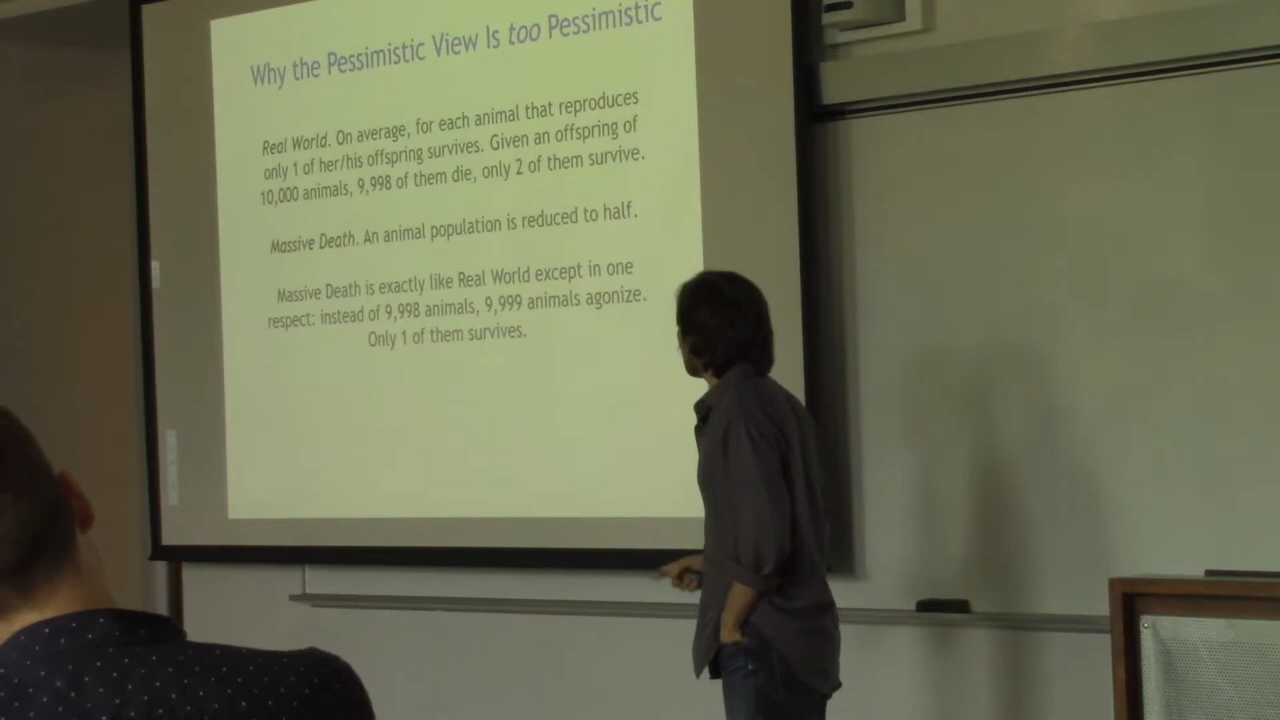 Why the Pessimistic View Is too Pessimistic
Real World. On average, for each animal that reproduces
only 1 of her/his offspring survives. Given an offspring of
10,000 animals, 9,998 of them die, only 2 of them survive.
Massive Death. An animal population is reduced to half.
Massive Death is exactly like Real World except in one
respect: instead of 9,998 animals, 9,999 animals agonize.
Only 1 of them survives.